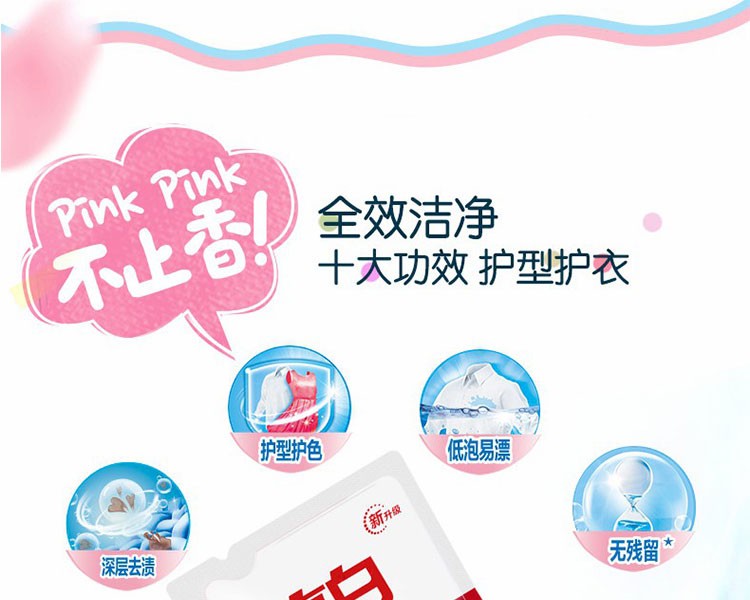 Pink Pink
不止香!
全效洁净
十大功效 护型护衣
护型护色
低泡易漂
深层去渍
无残留*
新升级